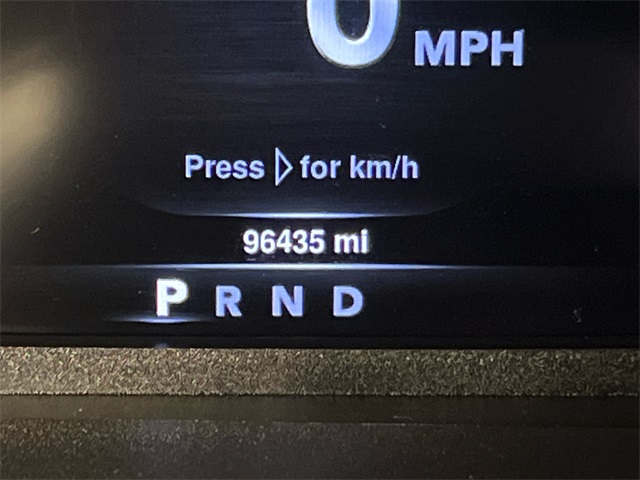 0 MPH
Press ▷ for km/h
96435 mi
P R N D